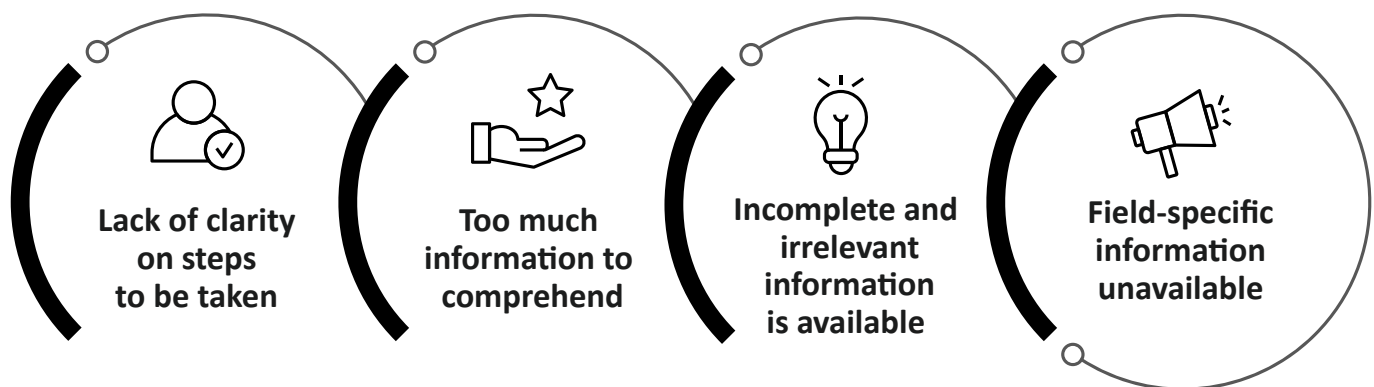 Lack of clarity
on steps
to be taken
Too much
information to
comprehend
Incomplete and
irrelevant
information
is available
Field-specific
information
unavailable